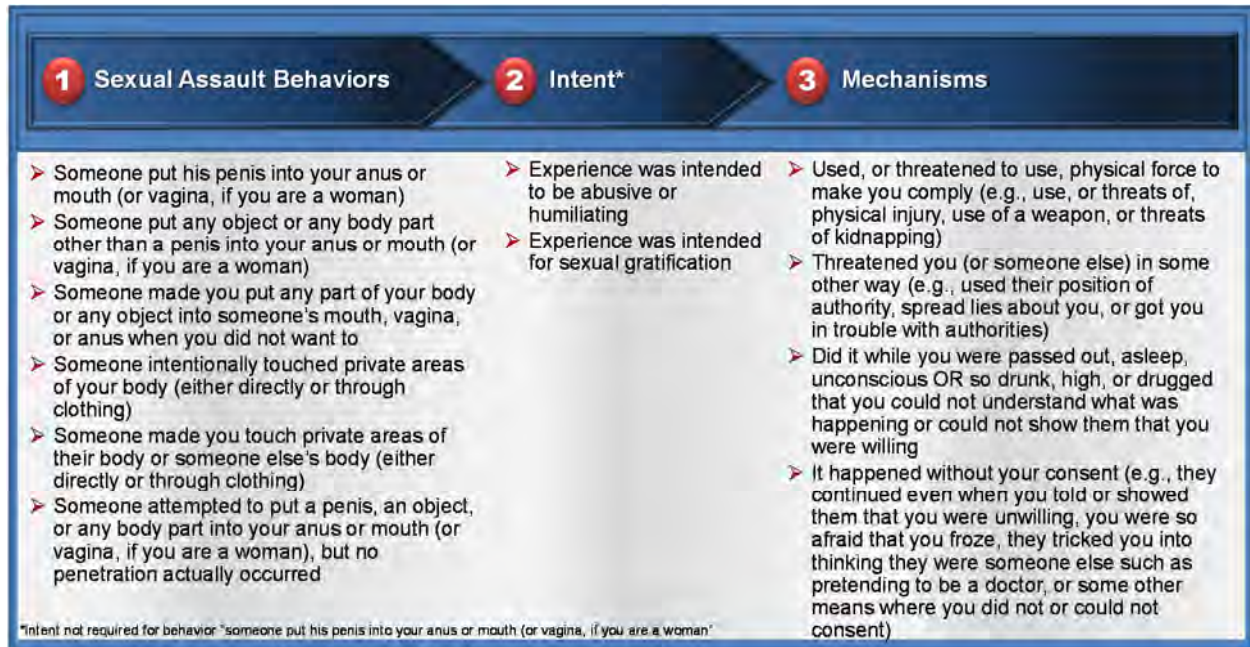 1 Sexual Assault Behaviors
➢ Someone put his penis into your anus or
mouth (or vagina, if you are a woman)
➢ Someone put any object or any body part
other than a penis into your anus or mouth (or
vagina, if you are a woman)
➢ Someone made you put any part of your body
or any object into someone's mouth, vagina,
or anus when you did not want to
➢ Someone intentionally touched private areas
of your body (either directly or through
clothing)
➢ Someone made you touch private areas of
their body or someone else's body (either
directly or through clothing)
➢ Someone attempted to put a penis, an object,
or any body part into your anus or mouth (or
vagina, if you are a woman), but no
penetration actually occurred
2 Intent*
➢ Experience was intended
to be abusive or
humiliating
➢ Experience was intended
for sexual gratification
3 Mechanisms
➢ Used, or threatened to use, physical force to
make you comply (e.g., use, or threats of,
physical injury, use of a weapon, or threats
of kidnapping)
➢ Threatened you (or someone else) in some
other way (e.g., used their position of
authority, spread lies about you, or got you
in trouble with authorities)
➢ Did it while you were passed out, asleep,
unconscious OR so drunk, high, or drugged
that you could not understand what was
happening or could not show them that you
were willing
➢ It happened without your consent (e.g., they
continued even when you told or showed
them that you were unwilling, you were so
afraid that you froze, they tricked you into
thinking they were someone else such as
pretending to be a doctor, or some other
means where you did not or could not
consent)
*Intent not required for behavior "someone put his penis into your anus or mouth (or vagina, if you are a woman"